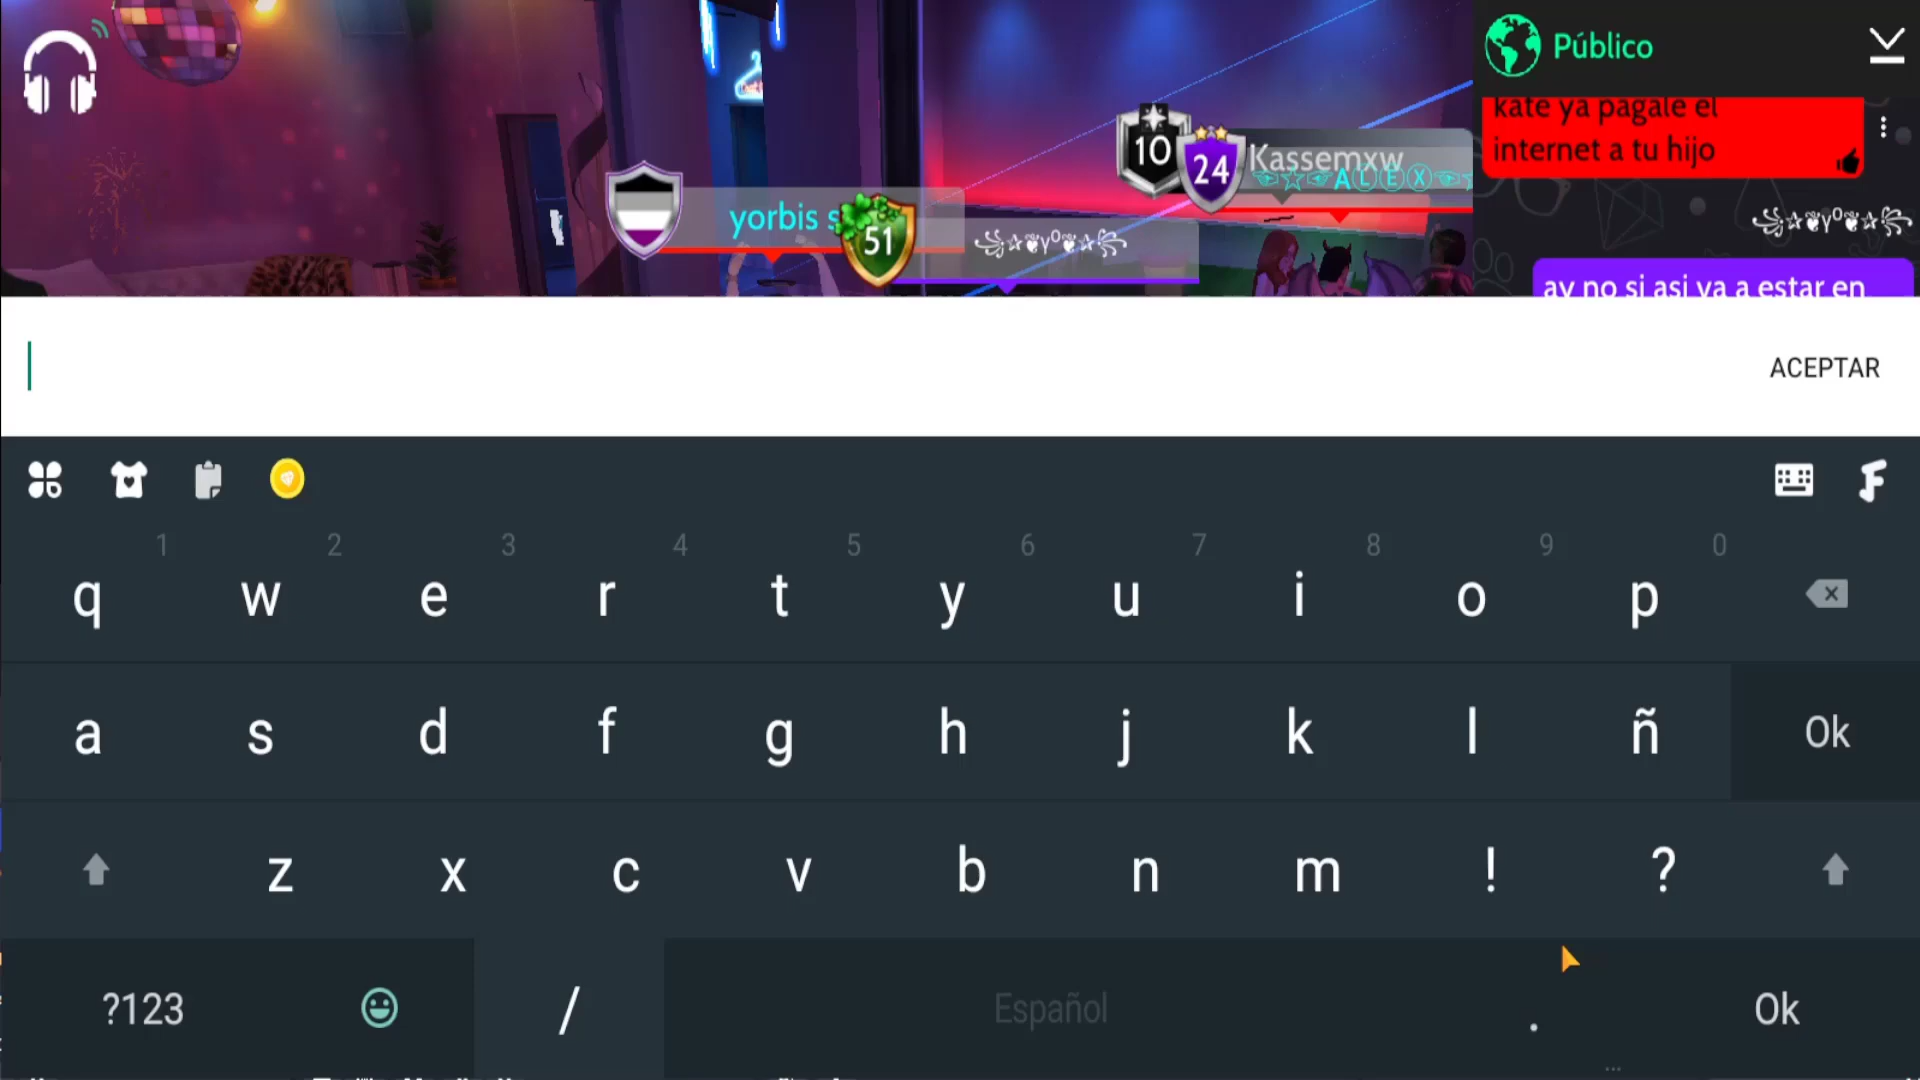 Público
kate ya pagale el
internet a tu hijo
10
24
Kassemxw
ⒶⓁⒺⓍ
yorbis
51
ay no si asi va a estar en
ACEPTAR
1 2 3 4 5 6 7 8 9 0
q w e r t y u i o p
a s d f g h j k l ñ Ok
z x c v b n m ! ?
?123 / Español . Ok